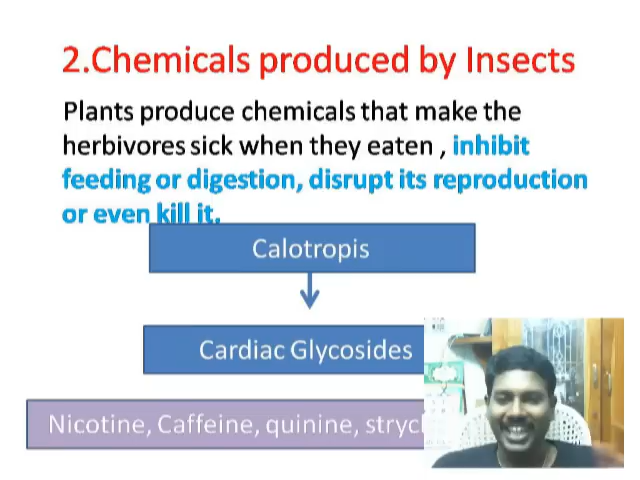 2.Chemicals produced by Insects
Plants produce chemicals that make the
herbivores sick when they eaten , inhibit
feeding or digestion, disrupt its reproduction
or even kill it.
Calotropis
Cardiac Glycosides
Nicotine, Caffeine, quinine,